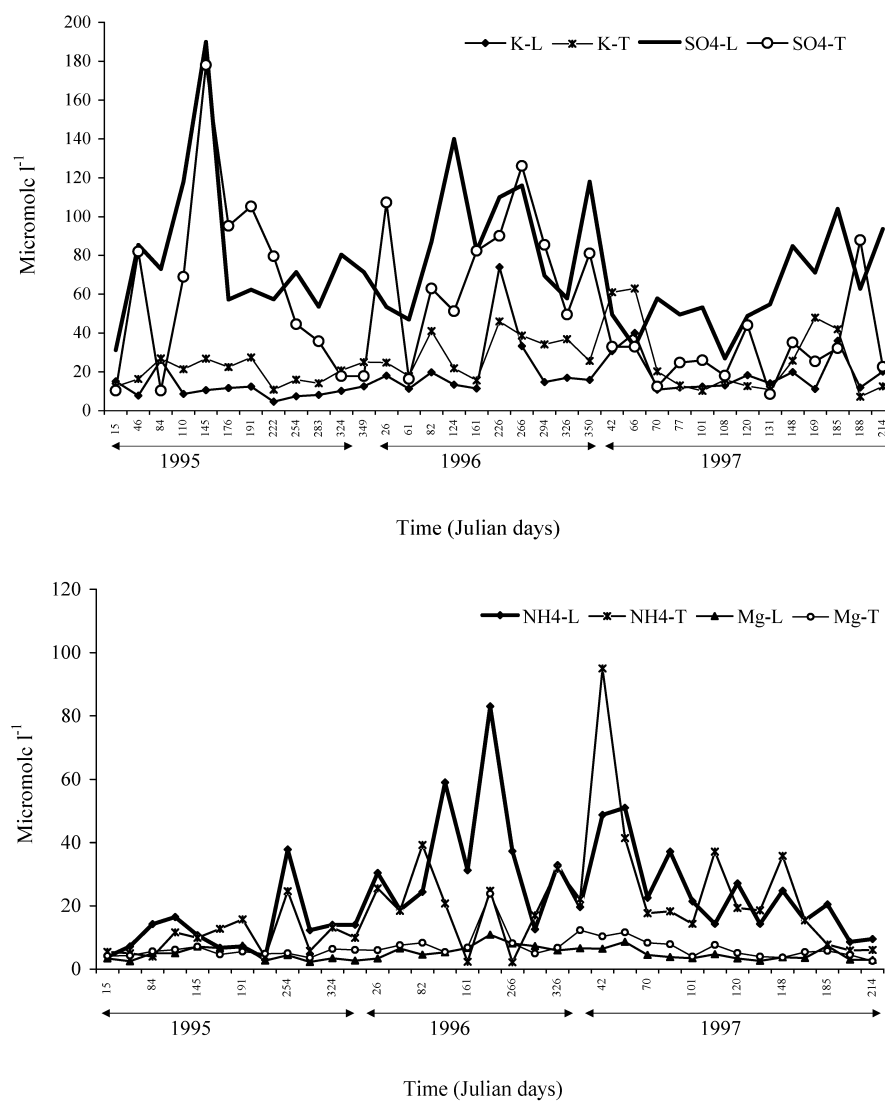 200
K-L K-T SO4-L SO4-T
180
160
140
120
100
80
60
40
20
0
Micromolc l-1
15 46 84 110 145 176 191 222 254 283 324 349 26 61 82 124 161 226 266 294 326 350 42 66 70 77 101 108 120 131 148 169 185 188 214
1995 1996 1997
Time (Julian days)
120
NH4-L NH4-T Mg-L Mg-T
100
80
60
40
20
0
Micromolc l-1
15 84 145 191 254 324 26 82 161 266 326 42 70 101 120 148 185 214
1995 1996 1997
Time (Julian days)